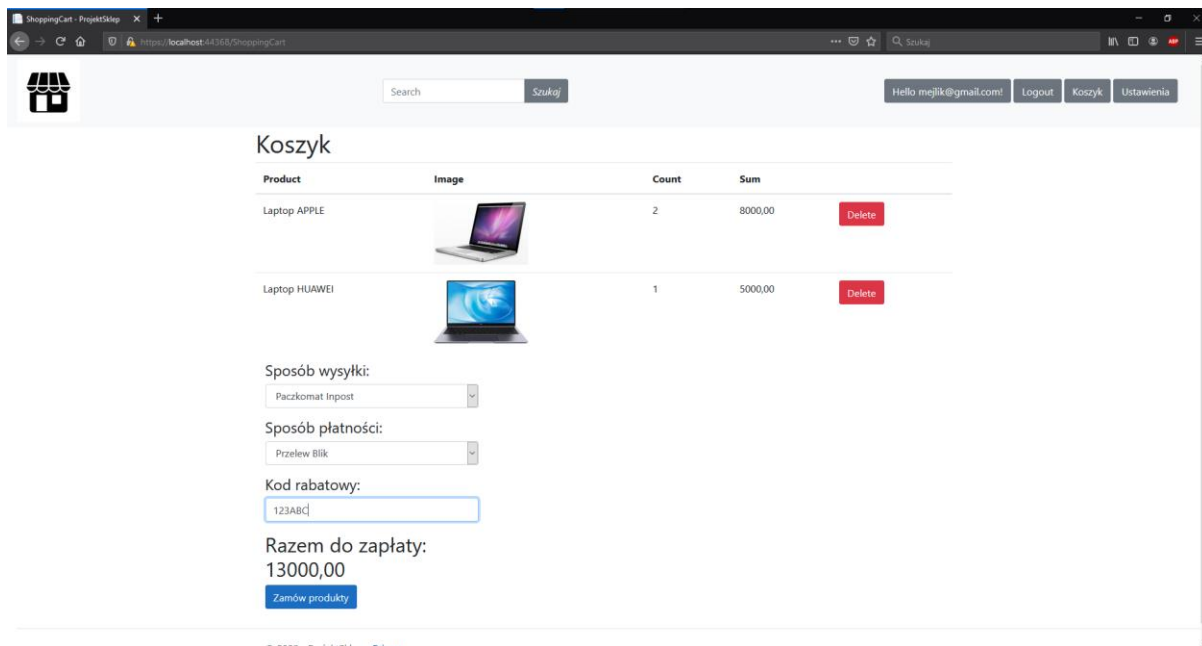 ShoppingCart - ProjektSklep
https://localhost:44368/ShoppingCart
Szukaj
ABP
Search Szukaj Hello mejlik@gmail.com! Logout Koszyk Ustawienia
Koszyk
Product Image Count Sum
Laptop APPLE 2 8000,00 Delete
Laptop HUAWEI 1 5000,00 Delete
Sposób wysyłki:
Paczkomat Inpost
Sposób płatności:
Przelew Blik
Kod rabatowy:
123ABC
Razem do zapłaty:
13000,00
Zamów produkty